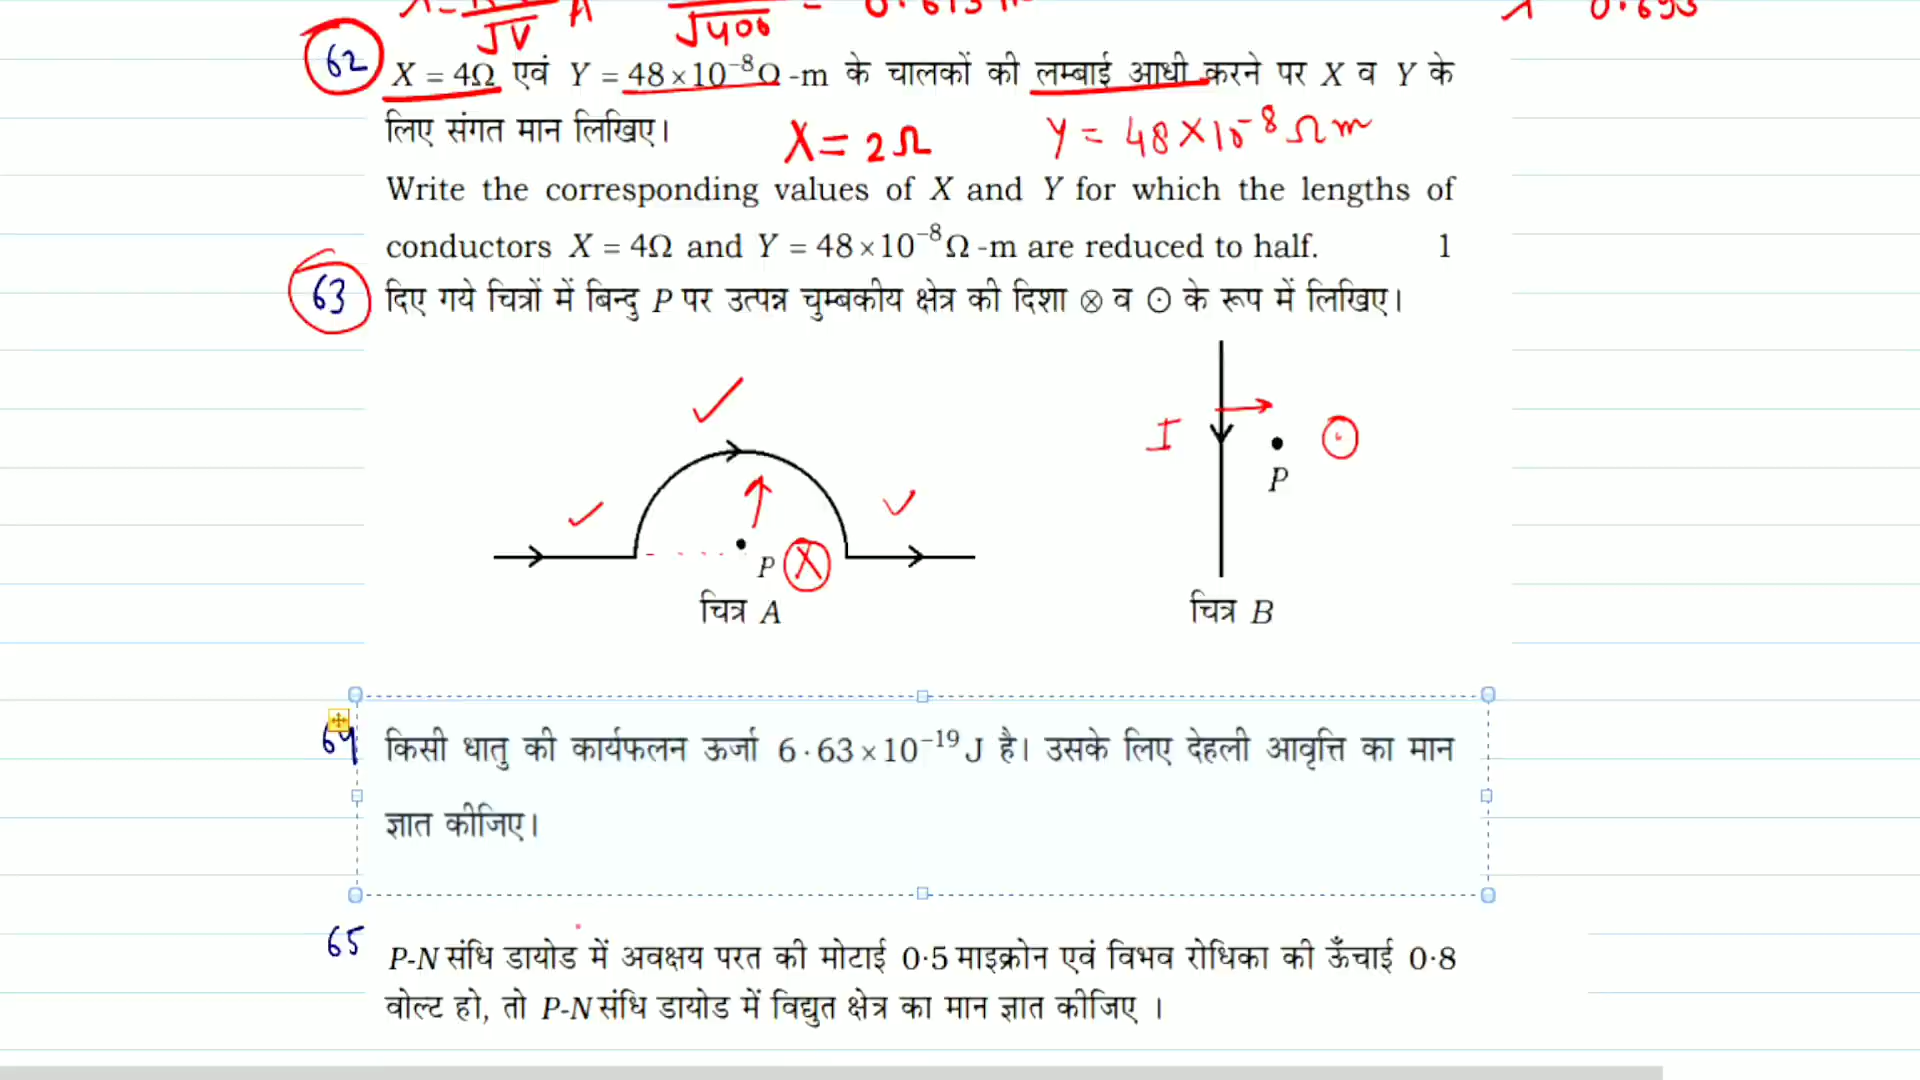 √V A √400 = 
62 X = 4Ω एवं Y = 48×10⁻⁸Ω-m के चालकों की लम्बाई आधी करने पर X व Y के
लिए संगत मान लिखिए।
X = 2Ω Y = 48×10⁻⁸ Ωm
Write the corresponding values of X and Y for which the lengths of
conductors X = 4Ω and Y = 48×10⁻⁸Ω-m are reduced to half. 1
63 दिए गये चित्रों में बिन्दु P पर उत्पन्न चुम्बकीय क्षेत्र की दिशा ⊗ व ⊙ के रूप में लिखिए।
I ⊙
P
P ⊗
चित्र A चित्र B
64 किसी धातु की कार्यफलन ऊर्जा 6·63×10⁻¹⁹ J है। उसके लिए देहली आवृत्ति का मान
ज्ञात कीजिए।
65 P-N संधि डायोड में अवक्षय परत की मोटाई 0·5 माइक्रोन एवं विभव रोधिका की ऊँचाई 0·8
वोल्ट हो, तो P-N संधि डायोड में विद्युत क्षेत्र का मान ज्ञात कीजिए ।